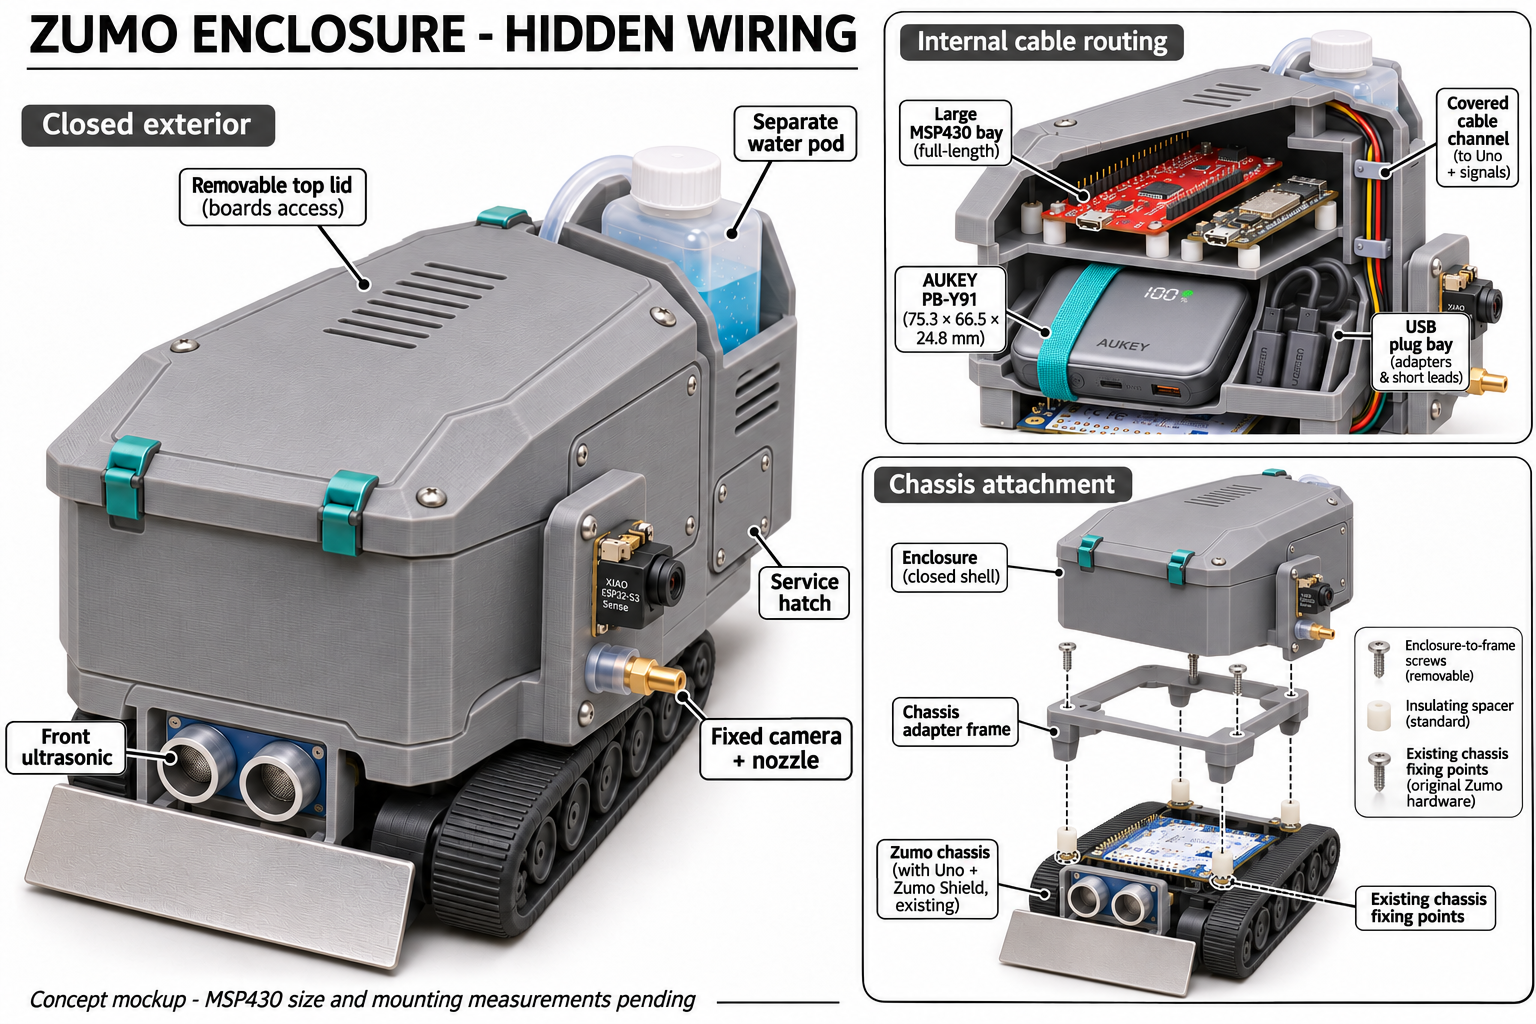 ZUMO ENCLOSURE - HIDDEN WIRING
Closed exterior
Removable top lid
(boards access)
Separate
water pod
XIAO
ESP32-S3
Sense
Service
hatch
Front
ultrasonic
Fixed camera
+ nozzle
Concept mockup - MSP430 size and mounting measurements pending
Internal cable routing
Large
MSP430 bay
(full-length)
Covered
cable
channel
(to Uno
+ signals)
AUKEY
PB-Y91
(75.3 × 66.5 ×
24.8 mm)
100%
AUKEY
XIAO
USB
plug bay
(adapters
& short leads)
Chassis attachment
Enclosure
(closed shell)
Chassis
adapter frame
Enclosure-to-frame
screws
(removable)
Insulating spacer
(standard)
Existing chassis
fixing points
(original Zumo
hardware)
Zumo chassis
(with Uno +
Zumo Shield,
existing)
Existing chassis
fixing points